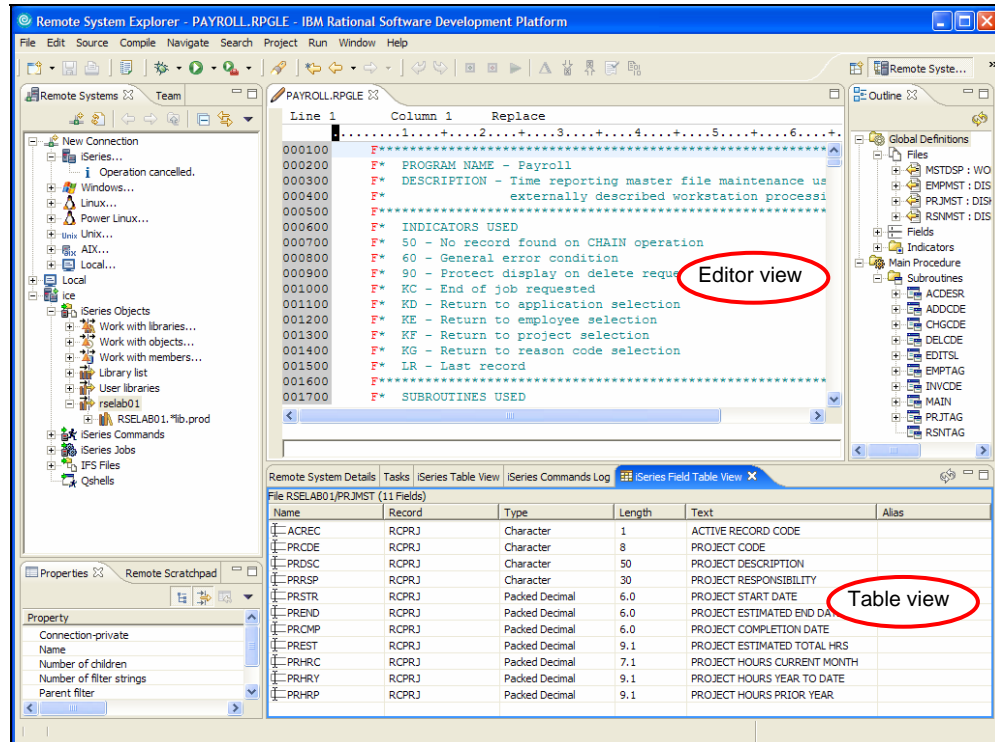 Remote System Explorer - PAYROLL.RPGLE - IBM Rational Software Development Platform
File Edit Source Compile Navigate Search Project Run Window Help
Remote Syste...
Remote Systems
Team
New Connection
iSeries...
Operation cancelled.
Windows...
Linux...
Power Linux...
Unix...
AIX...
Local...
Local
ice
iSeries Objects
Work with libraries...
Work with objects...
Work with members...
Library list
User libraries
rselab01
RSELAB01.*lib.prod
iSeries Commands
iSeries Jobs
IFS Files
Qshells
PAYROLL.RPGLE
Line 1 Column 1 Replace
.........1....+....2....+....3....+....4....+....5....+....6....+.
000100 F*************************************************************
000200 F* PROGRAM NAME - Payroll
000300 F* DESCRIPTION - Time reporting master file maintenance us
000400 F* externally described workstation processi
000500 F*************************************************************
000600 F* INDICATORS USED
000700 F* 50 - No record found on CHAIN operation
000800 F* 60 - General error condition
000900 F* 90 - Protect display on delete reque
001000 F* KC - End of job requested
001100 F* KD - Return to application selection
001200 F* KE - Return to employee selection
001300 F* KF - Return to project selection
001400 F* KG - Return to reason code selection
001500 F* LR - Last record
001600 F*************************************************************
001700 F* SUBROUTINES USED
Editor view
Outline
Global Definitions
Files
MSTDSP : WO
EMPMST : DIS
PRJMST : DIS
RSNMST : DIS
Fields
Indicators
Main Procedure
Subroutines
ACDESR
ADDCDE
CHGCDE
DELCDE
EDITSL
EMPTAG
INVCDE
MAIN
PRJTAG
RSNTAG
Properties
Remote Scratchpad
Property
Connection-private
Name
Number of children
Number of filter strings
Parent filter
Remote System Details Tasks iSeries Table View iSeries Commands Log iSeries Field Table View
File RSELAB01/PRJMST (11 Fields)
Name Record Type Length Text Alias
ACREC RCPRJ Character 1 ACTIVE RECORD CODE
PRCDE RCPRJ Character 8 PROJECT CODE
PRDSC RCPRJ Character 50 PROJECT DESCRIPTION
PRRSP RCPRJ Character 30 PROJECT RESPONSIBILITY
PRSTR RCPRJ Packed Decimal 6.0 PROJECT START DATE
PREND RCPRJ Packed Decimal 6.0 PROJECT ESTIMATED END DAT
PRCMP RCPRJ Packed Decimal 6.0 PROJECT COMPLETION DATE
PREST RCPRJ Packed Decimal 9.1 PROJECT ESTIMATED TOTAL HRS
PRHRC RCPRJ Packed Decimal 7.1 PROJECT HOURS CURRENT MONTH
PRHRY RCPRJ Packed Decimal 9.1 PROJECT HOURS YEAR TO DATE
PRHRP RCPRJ Packed Decimal 9.1 PROJECT HOURS PRIOR YEAR
Table view